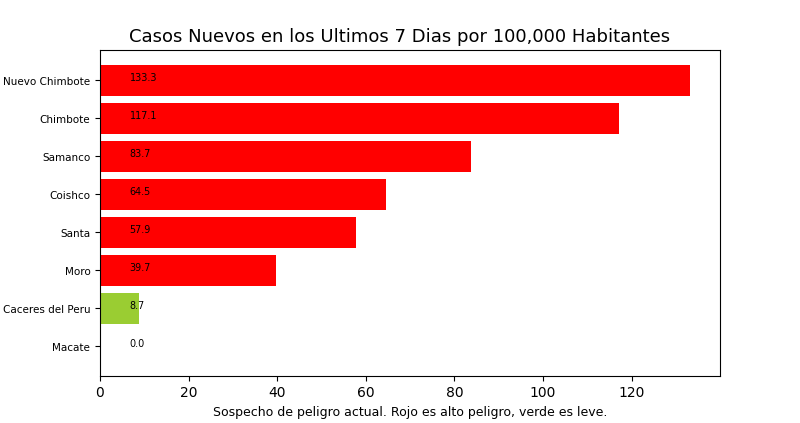 Casos Nuevos en los Ultimos 7 Dias por 100,000 Habitantes
Nuevo Chimbote 133.3
Chimbote 117.1
Samanco 83.7
Coishco 64.5
Santa 57.9
Moro 39.7
Caceres del Peru 8.7
Macate 0.0
0 20 40 60 80 100 120
Sospecho de peligro actual. Rojo es alto peligro, verde es leve.